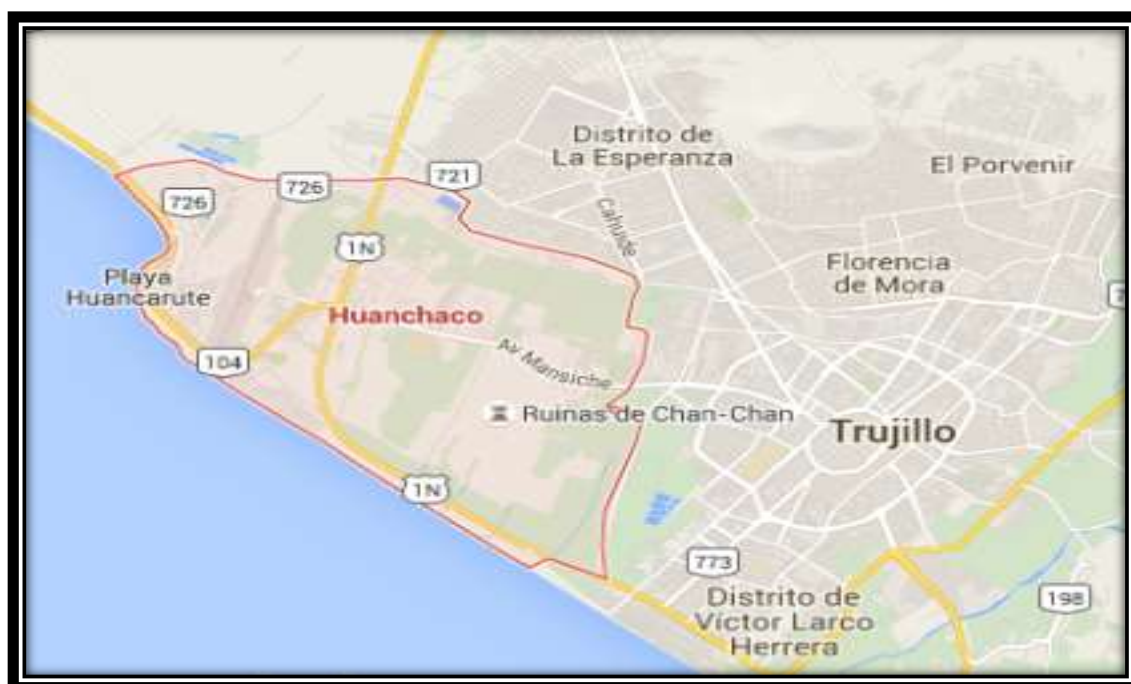 Distrito de
La Esperanza
El Porvenir
721
726
726
Cahuide
1N
Florencia
de Mora
Playa
Huancarute
Huanchaco
104
Av Mansiche
Ruinas de Chan-Chan
Trujillo
1N
773
Distrito de
Víctor Larco
Herrera
198